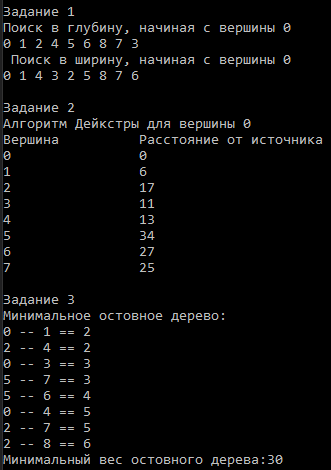 Задание 1
Поиск в глубину, начиная с вершины 0
0 1 2 4 5 6 8 7 3
Поиск в ширину, начиная с вершины 0
0 1 4 3 2 5 8 7 6
Задание 2
Алгоритм Дейкстры для вершины 0
Вершина Расстояние от источника
0 0
1 6
2 17
3 11
4 13
5 34
6 27
7 25
Задание 3
Минимальное остовное дерево:
0 -- 1 == 2
2 -- 4 == 2
0 -- 3 == 3
5 -- 7 == 3
5 -- 6 == 4
0 -- 4 == 5
2 -- 7 == 5
2 -- 8 == 6
Минимальный вес остовного дерева:30